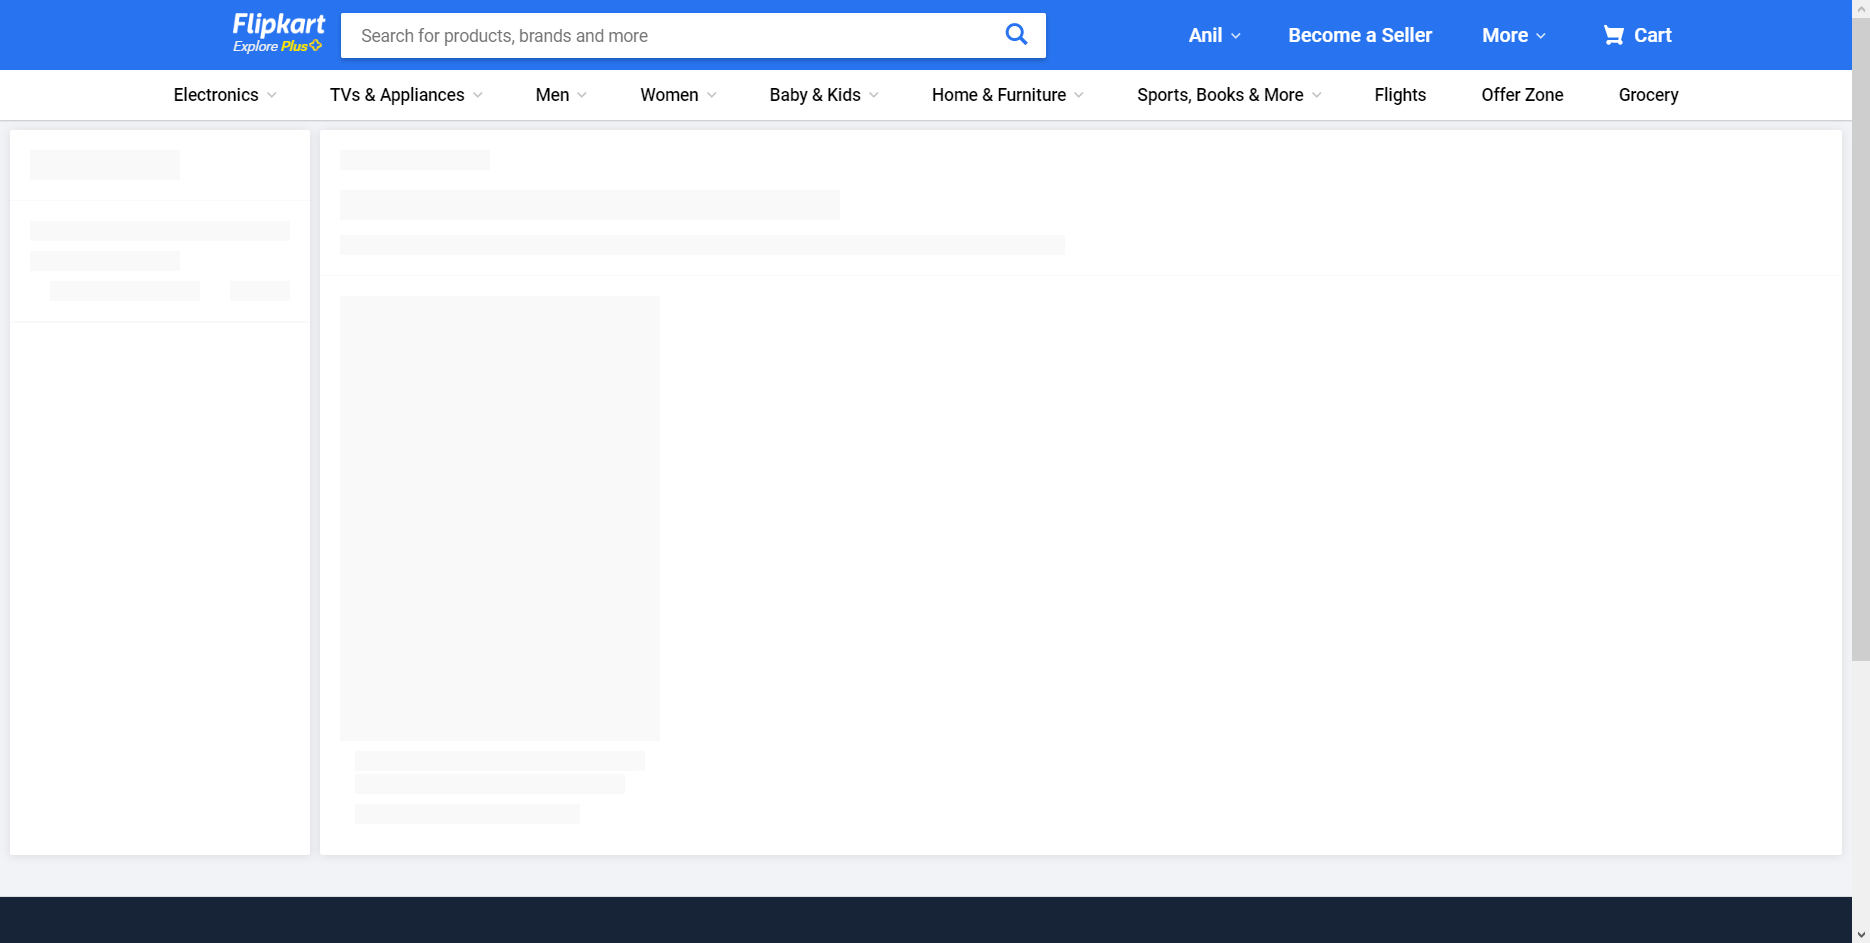 Flipkart
Explore Plus
Search for products, brands and more
Anil
Become a Seller
More
Cart
Electronics
TVs & Appliances
Men
Women
Baby & Kids
Home & Furniture
Sports, Books & More
Flights
Offer Zone
Grocery